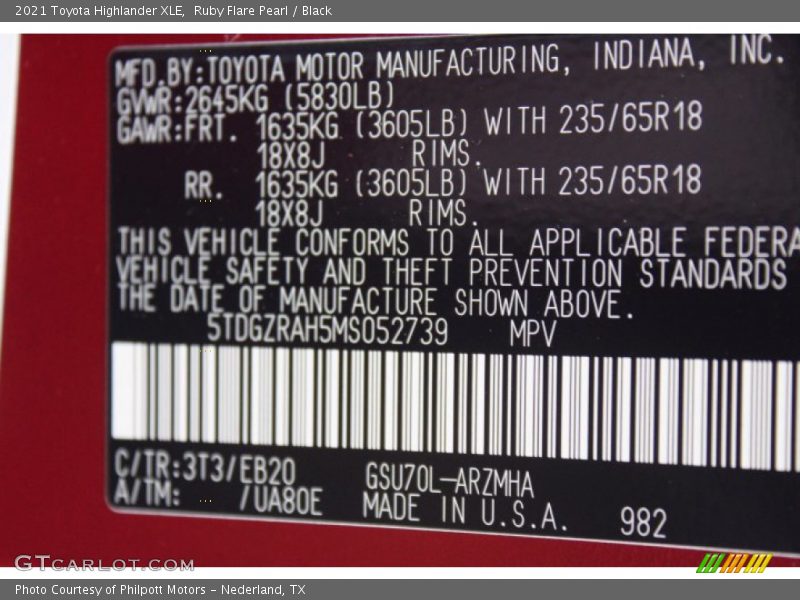 2021 Toyota Highlander XLE, Ruby Flare Pearl / Black
MFD.BY:TOYOTA MOTOR MANUFACTURING, INDIANA, INC.
GVWR:2645KG (5830LB)
GAWR:FRT. 1635KG (3605LB) WITH 235/65R18
18X8J RIMS.
RR. 1635KG (3605LB) WITH 235/65R18
18X8J RIMS.
THIS VEHICLE CONFORMS TO ALL APPLICABLE FEDERA
VEHICLE SAFETY AND THEFT PREVENTION STANDARDS
THE DATE OF MANUFACTURE SHOWN ABOVE.
5TDGZRAH5MS052739 MPV
C/TR:3T3/EB20 GSU70L-ARZMHA
A/TM: /UA80E MADE IN U.S.A. 982
GTCARLOT.COM
Photo Courtesy of Philpott Motors - Nederland, TX